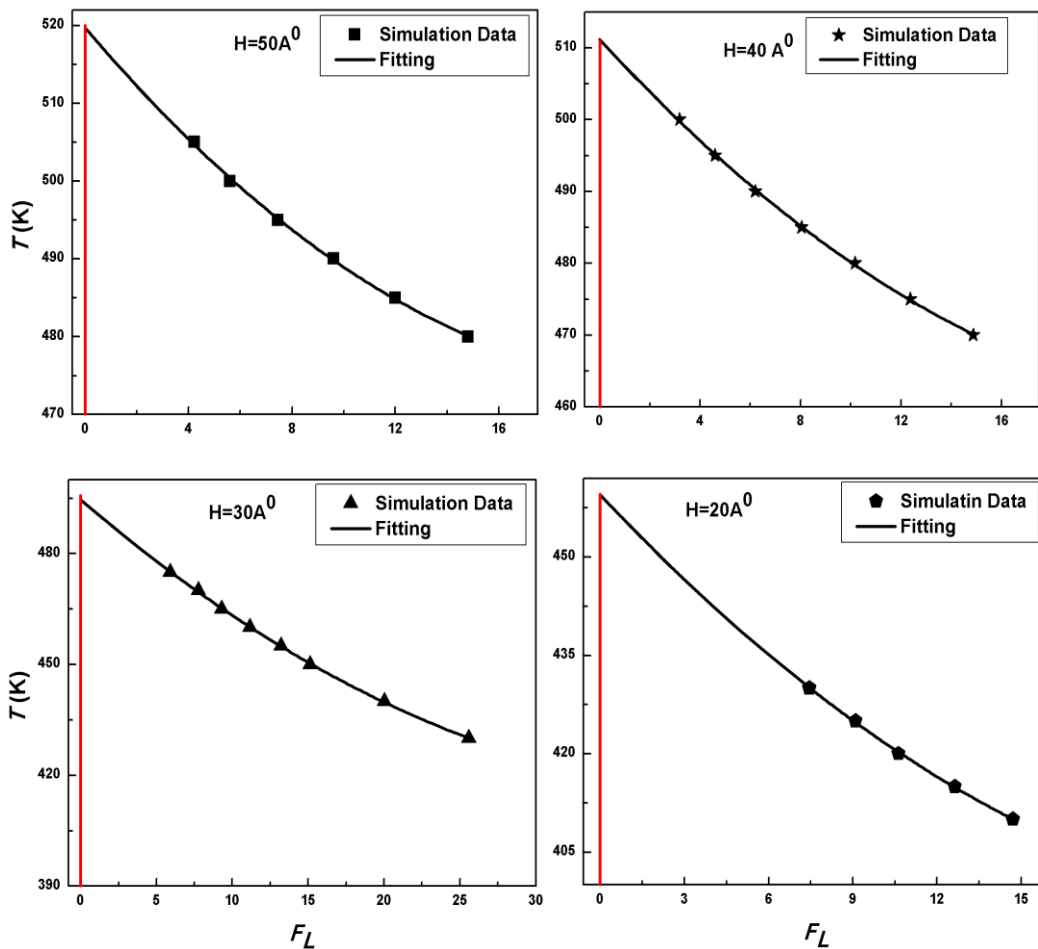 H=50A⁰
Simulation Data
Fitting
T (K)
520
510
500
490
480
470
0 4 8 12 16
H=40 A⁰
Simulation Data
Fitting
510
500
490
480
470
460
0 4 8 12 16
H=30A⁰
Simulation Data
Fitting
T (K)
480
450
420
390
0 5 10 15 20 25 30
F_L
H=20A⁰
Simulatin Data
Fitting
450
435
420
405
0 3 6 9 12 15
F_L